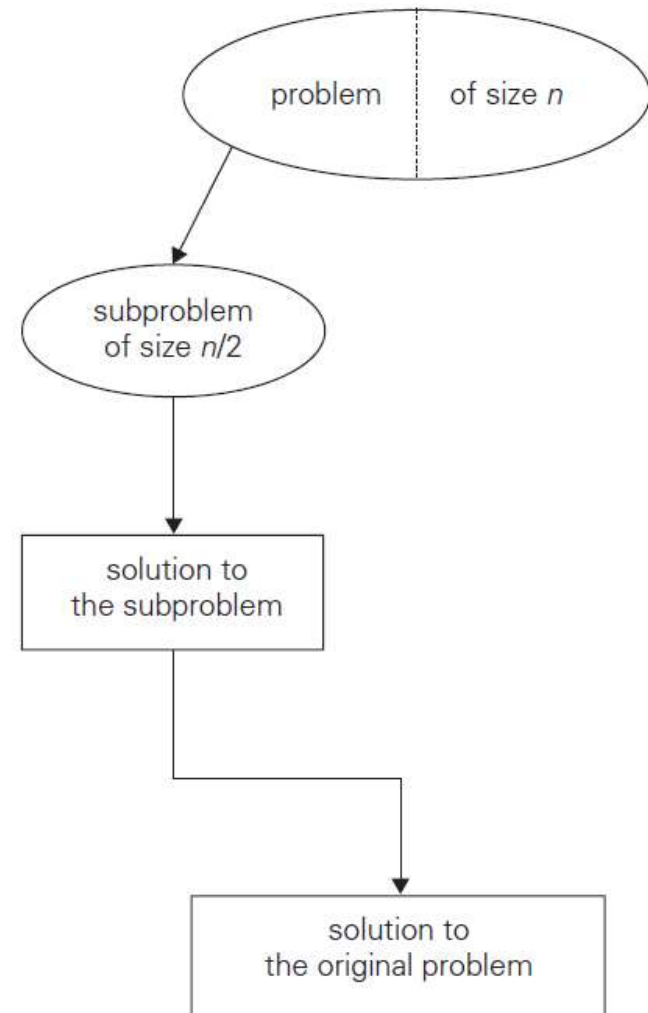 problem of size n
subproblem
of size n/2
solution to
the subproblem
solution to
the original problem